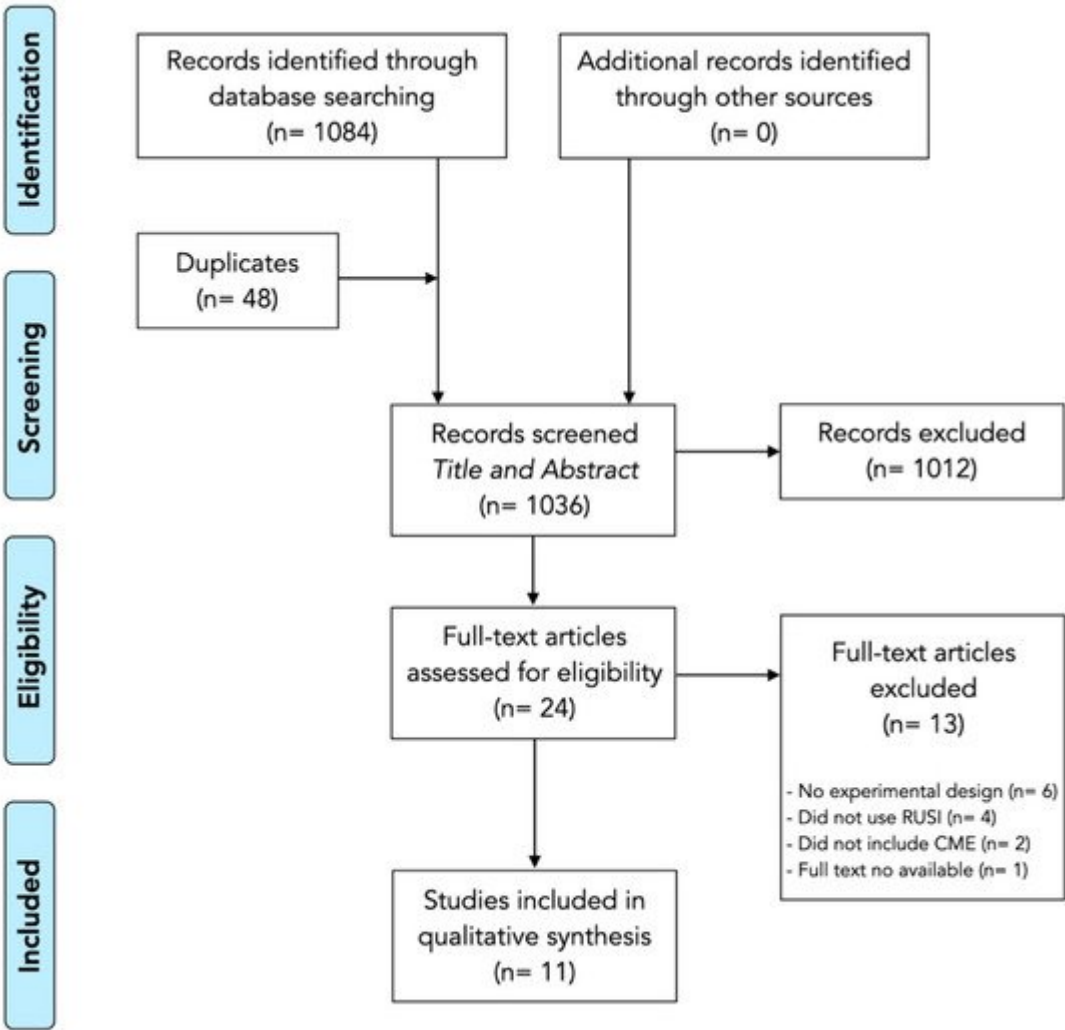 Identification
Records identified through
database searching
(n= 1084)
Additional records identified
through other sources
(n= 0)
Duplicates
(n= 48)
Screening
Records screened
Title and Abstract
(n= 1036)
Records excluded
(n= 1012)
Eligibility
Full-text articles
assessed for eligibility
(n= 24)
Full-text articles
excluded
(n= 13)
- No experimental design (n= 6)
- Did not use RUSI (n= 4)
- Did not include CME (n= 2)
- Full text no available (n= 1)
Included
Studies included in
qualitative synthesis
(n= 11)